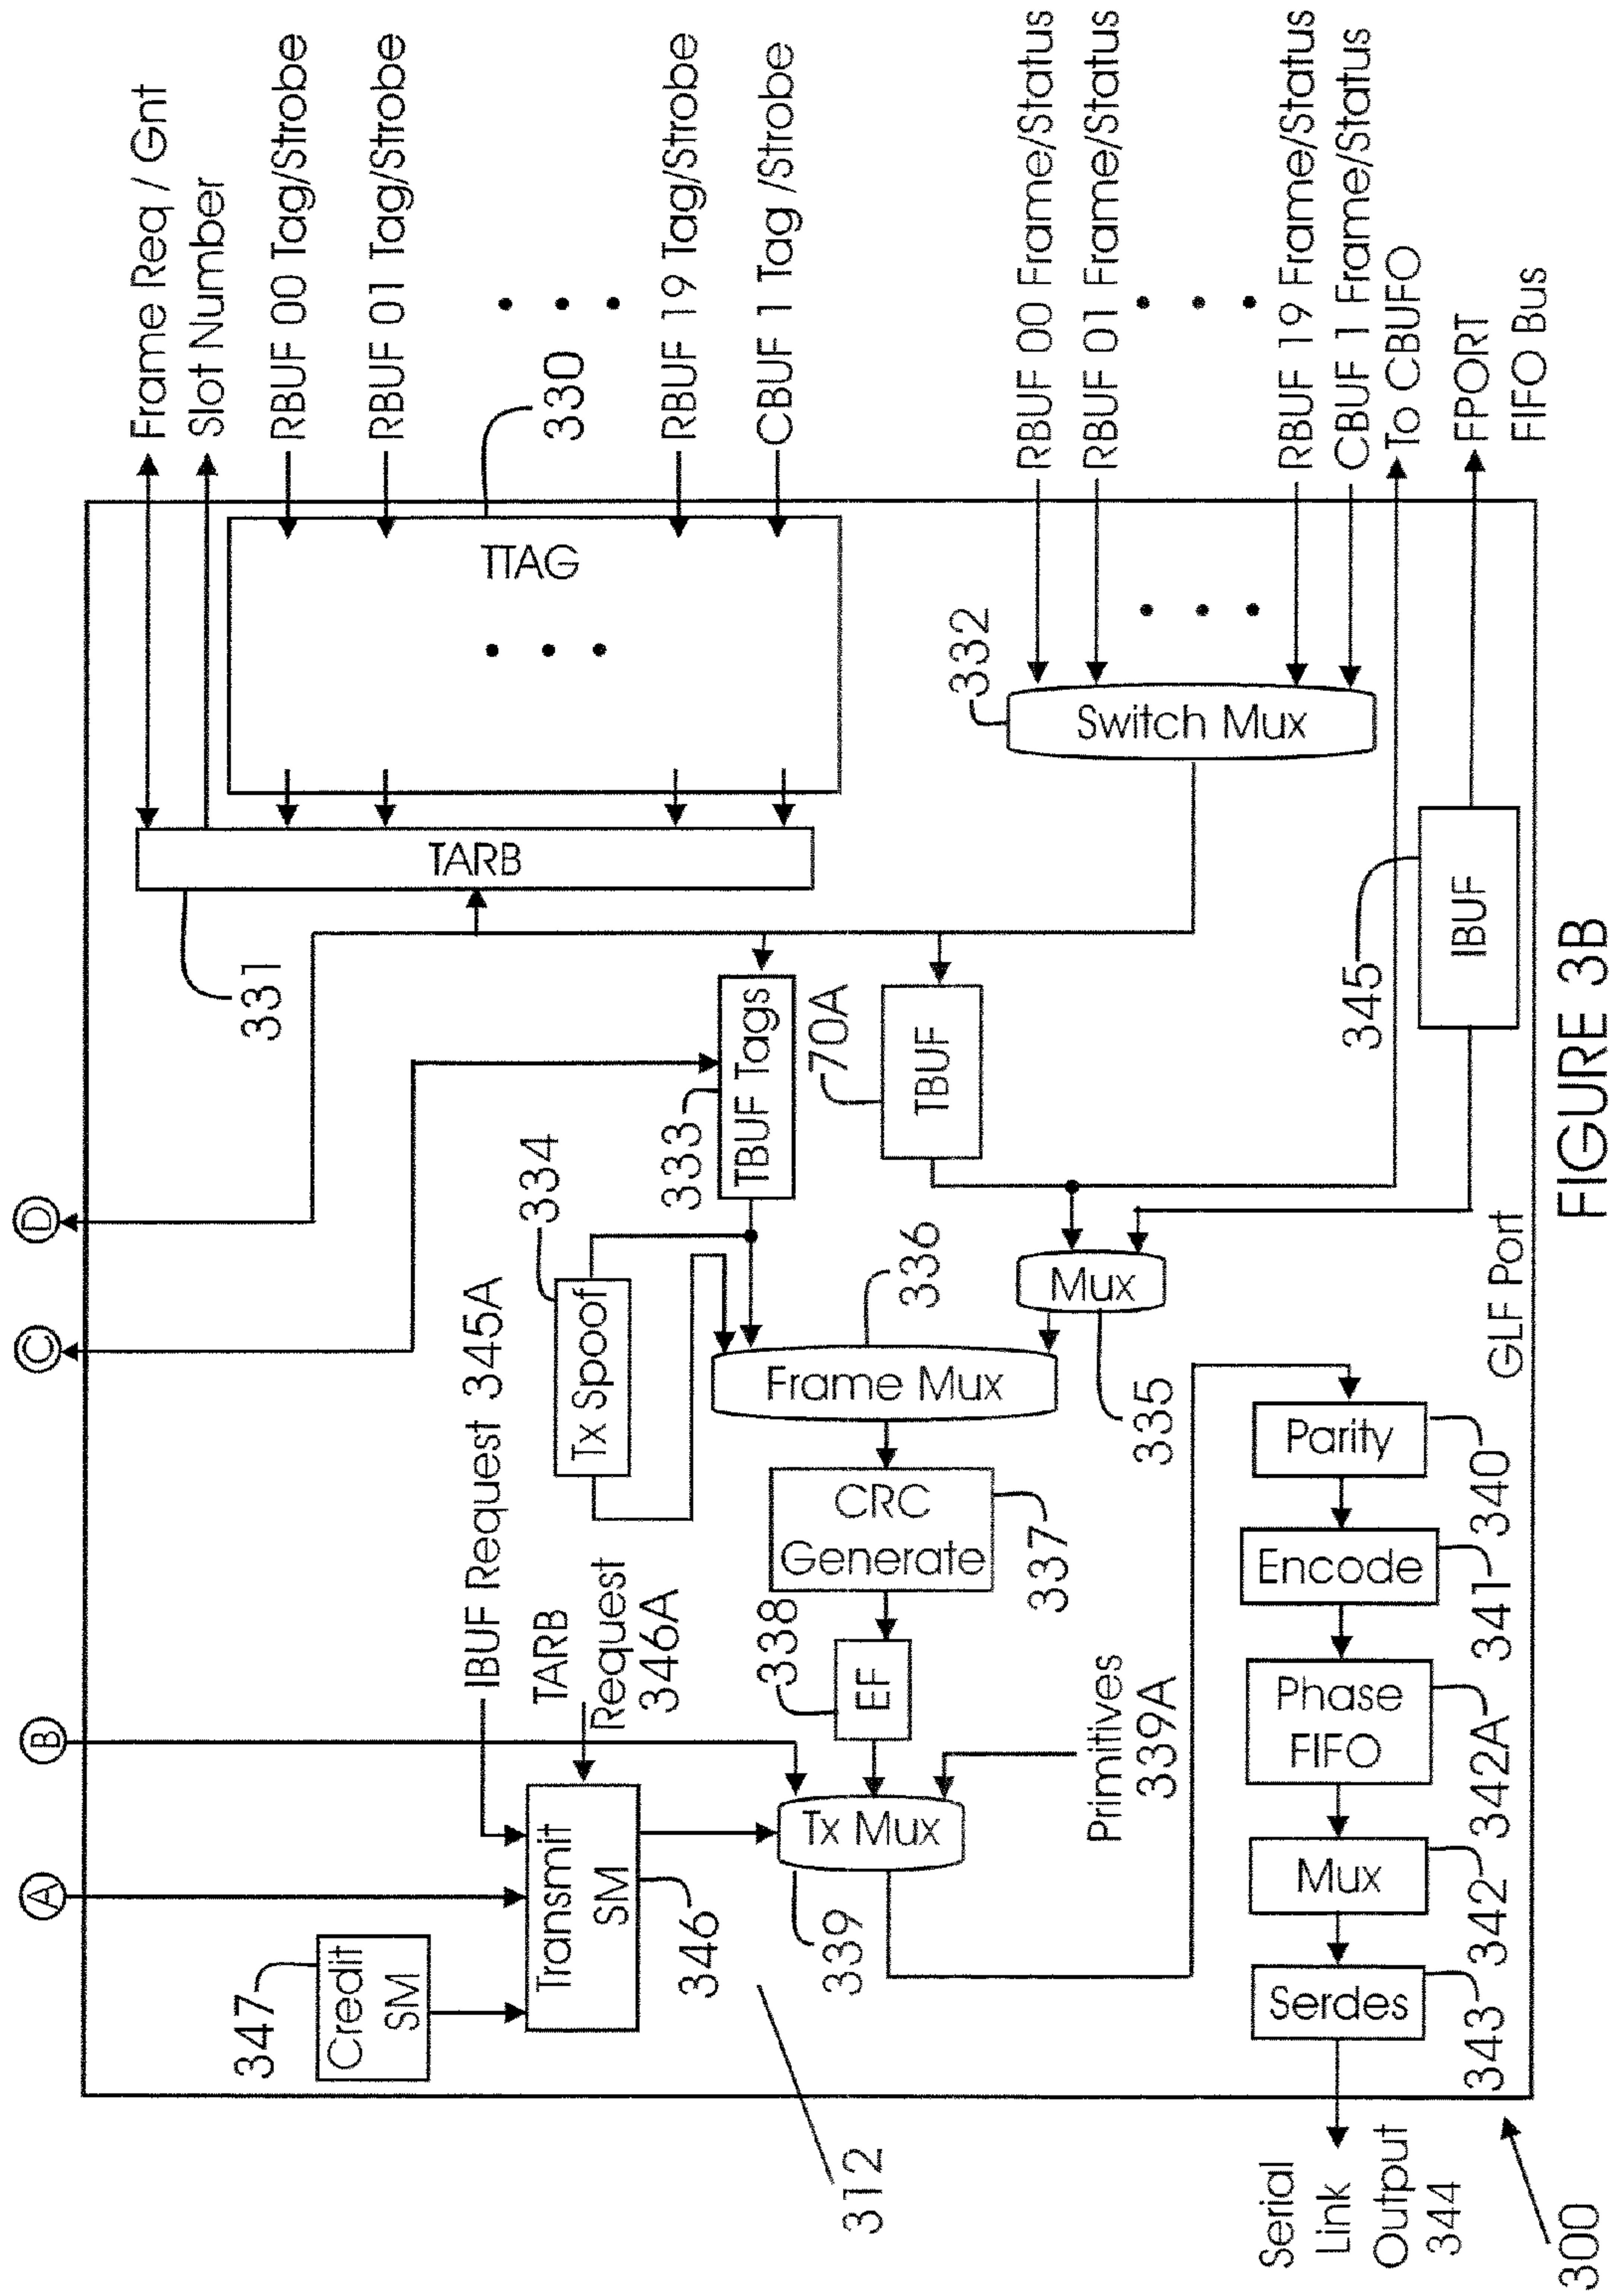 A
B
C
D
347
Credit
SM
IBUF Request 345A
TARB
Request
346A
Transmit
SM
346
334
Tx Spoof
331
TARB
Frame Req / Gnt
Slot Number
RBUF 00 Tag/Strobe
RBUF 01 Tag/Strobe
RBUF 19 Tag/Strobe
CBUF 1 Tag /Strobe
330
TTAG
333
TBUF Tags
70A
TBUF
332
Switch Mux
RBUF 00 Frame/Status
RBUF 01 Frame/Status
RBUF 19 Frame/Status
CBUF 1 Frame/Status
To CBUFO
FPORT
FIFO Bus
345
IBUF
312
339
Tx Mux
338
EF
CRC
Generate
337
Frame Mux
336
Mux
335
Primitives
339A
Serial
Link
Output
344
Serdes
343
Mux
342
Phase
FIFO
342A
Encode
341
Parity
340
GLF Port
300
FIGURE 3B